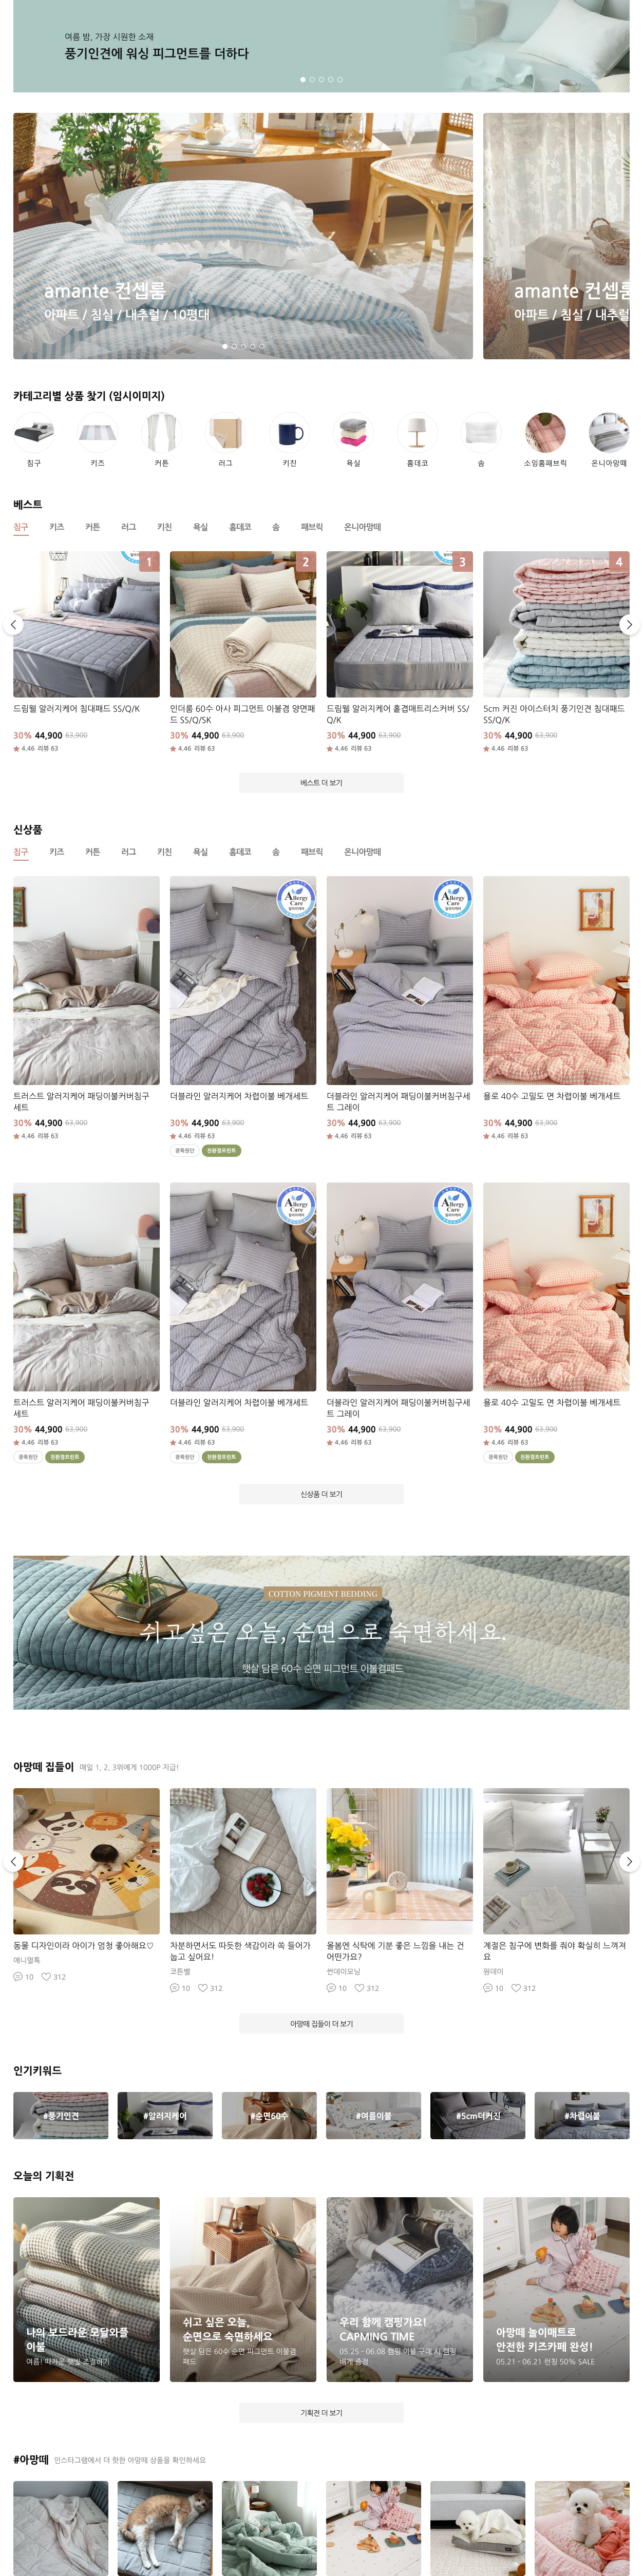 여름 밤, 가장 시원한 소재
풍기인견에 워싱 피그먼트를 더하다
amante 컨셉룸
아파트 / 침실 / 내추럴 / 10평대
amante 컨셉룸
아파트 / 침실 / 내추럴
카테고리별 상품 찾기 (임시이미지)
침구 키즈 커튼 러그 키친 욕실 홈데코 솜 소잉홈패브릭 온니아망떼
베스트
침구 키즈 커튼 러그 키친 욕실 홈데코 솜 패브릭 온니아망떼
1 2 3 4
드림웰 알러지케어 침대패드 SS/Q/K
30% 44,900 63,900
4.46 리뷰 63
인더룸 60수 아사 피그먼트 이불겸 양면패
드 SS/Q/SK
30% 44,900 63,900
4.46 리뷰 63
드림웰 알러지케어 홑겹매트리스커버 SS/
Q/K
30% 44,900 63,900
4.46 리뷰 63
5cm 커진 아이스터치 풍기인견 침대패드
SS/Q/K
30% 44,900 63,900
4.46 리뷰 63
베스트 더 보기
신상품
침구 키즈 커튼 러그 키친 욕실 홈데코 솜 패브릭 온니아망떼
Allergy
Care
Allergy
Care
트러스트 알러지케어 패딩이불커버침구
세트
30% 44,900 63,900
4.46 리뷰 63
더블라인 알러지케어 차렵이불 베개세트
30% 44,900 63,900
4.46 리뷰 63
광폭원단 친환경프린트
더블라인 알러지케어 패딩이불커버침구세
트 그레이
30% 44,900 63,900
4.46 리뷰 63
욜로 40수 고밀도 면 차렵이불 베개세트
30% 44,900 63,900
4.46 리뷰 63
Allergy
Care
Allergy
Care
트러스트 알러지케어 패딩이불커버침구
세트
30% 44,900 63,900
4.46 리뷰 63
광폭원단 친환경프린트
더블라인 알러지케어 차렵이불 베개세트
30% 44,900 63,900
4.46 리뷰 63
광폭원단 친환경프린트
더블라인 알러지케어 패딩이불커버침구세
트 그레이
30% 44,900 63,900
4.46 리뷰 63
욜로 40수 고밀도 면 차렵이불 베개세트
30% 44,900 63,900
4.46 리뷰 63
광폭원단 친환경프린트
신상품 더 보기
COTTON PIGMENT BEDDING
쉬고싶은 오늘, 순면으로 숙면하세요.
햇살 담은 60수 순면 피그먼트 이불겸패드
아망떼 집들이 매일 1, 2, 3위에게 1000P 지급!
동물 디자인이라 아이가 엄청 좋아해요♡
애니멀톡
10 312
차분하면서도 따듯한 색감이라 쏙 들어가
눕고 싶어요!
코튼별
10 312
올봄엔 식탁에 기분 좋은 느낌을 내는 건
어떤가요?
썬데이모닝
10 312
계절은 침구에 변화를 줘야 확실히 느껴져
요
원데이
10 312
아망떼 집들이 더 보기
인기키워드
#풍기인견 #알러지케어 #순면60수 #여름이불 #5cm더커진 #차렵이불
오늘의 기획전
나의 보드라운 모달와플
이불
여름! 따가운 햇빛 조절하기
쉬고 싶은 오늘,
순면으로 숙면하세요
햇살 담은 60수 순면 피그먼트 이불겸
패드
우리 함께 캠핑가요!
CAPMING TIME
05.25 - 06.08 캠핑 이불 구매 시 캠핑
베개 증정
아망떼 놀이매트로
안전한 키즈카페 완성!
05.21 - 06.21 런칭 50% SALE
기획전 더 보기
#아망떼 인스타그램에서 더 핫한 아망떼 상품을 확인하세요